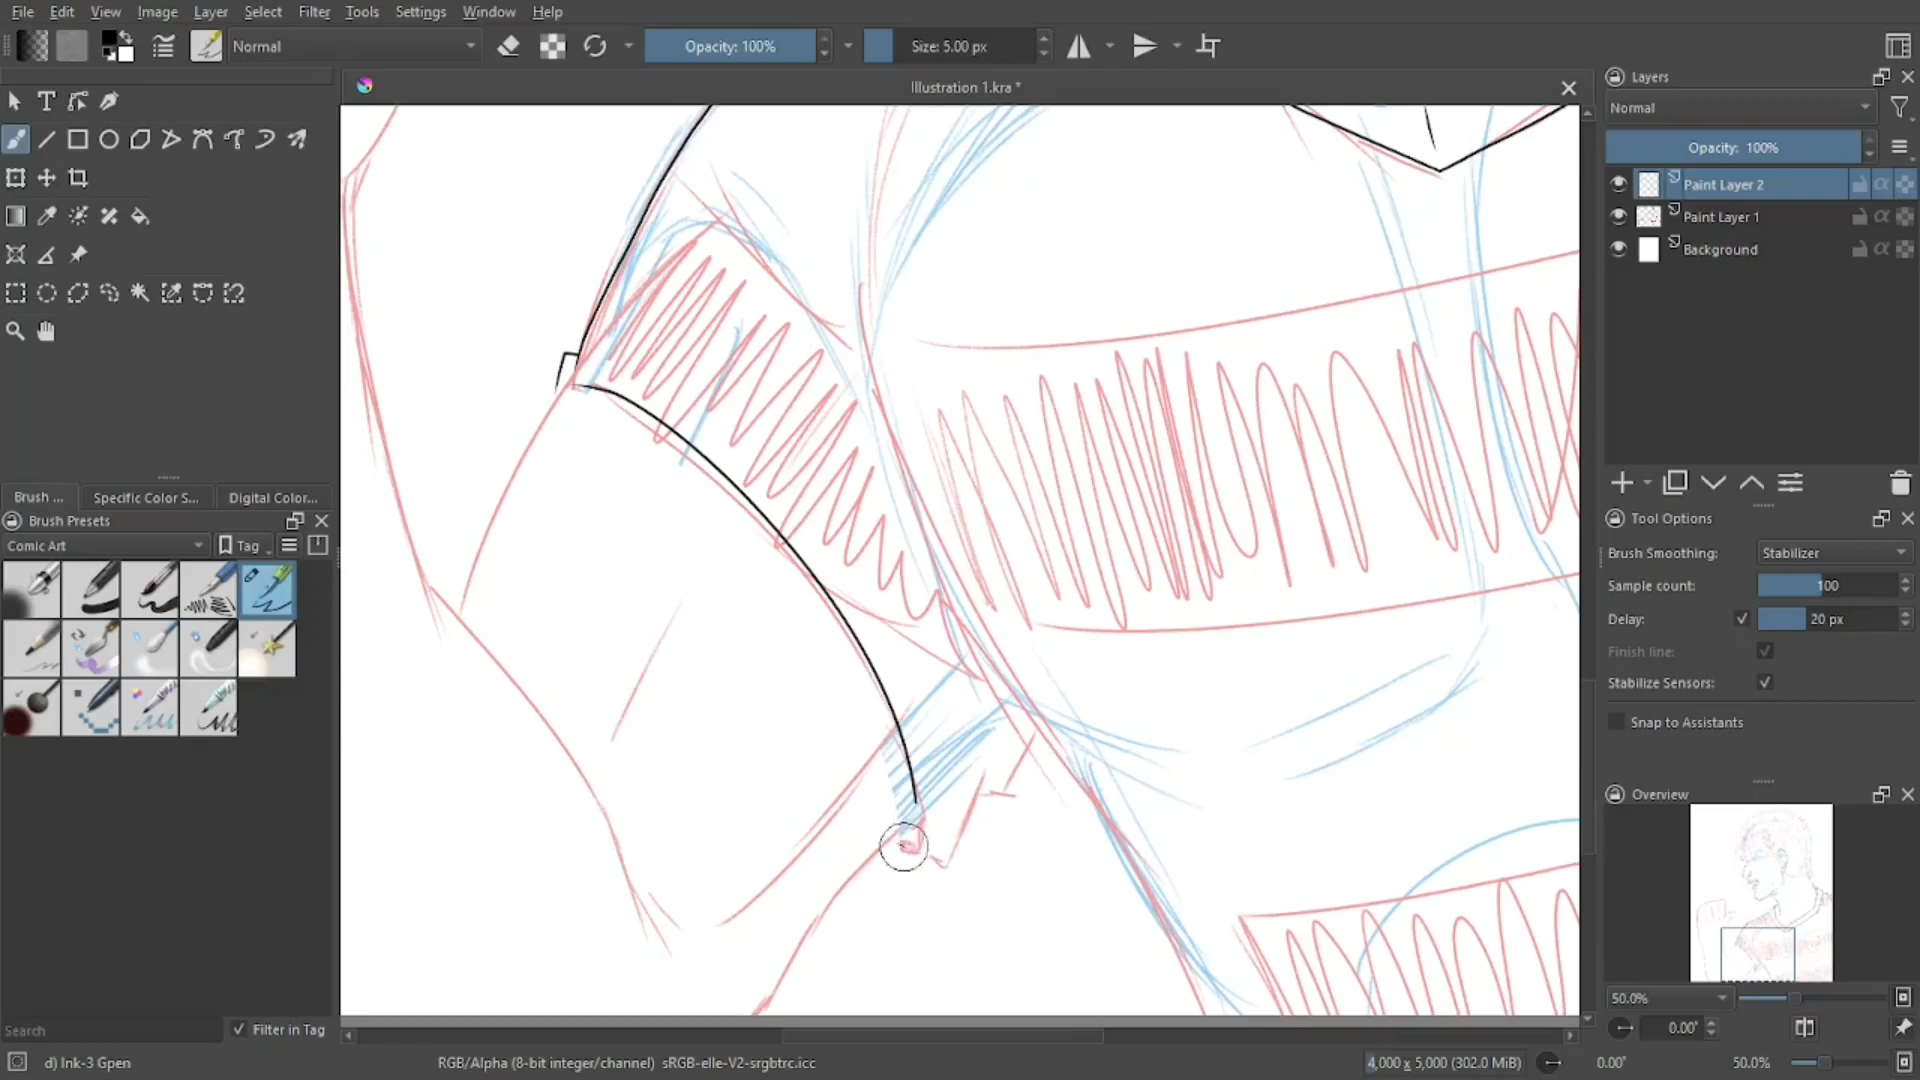 File Edit View Image Layer Select Filter Tools Settings Window Help
Normal Opacity: 100% Size: 5.00 px
Illustration 1.kra *
Layers
Normal
Opacity: 100%
Paint Layer 2
Paint Layer 1
Background
Tool Options
Brush Smoothing: Stabilizer
Sample count: 100
Delay: 20 px
Finish line:
Stabilize Sensors:
Snap to Assistants
Overview
50.0%
0.00°
Brush ... Specific Color S... Digital Color...
Brush Presets
Comic Art Tag
Search Filter in Tag
d) Ink-3 Gpen RGB/Alpha (8-bit integer/channel) sRGB-elle-V2-srgbtrc.icc 4,000 x 5,000 (302.0 MiB) 0.00° 50.0%